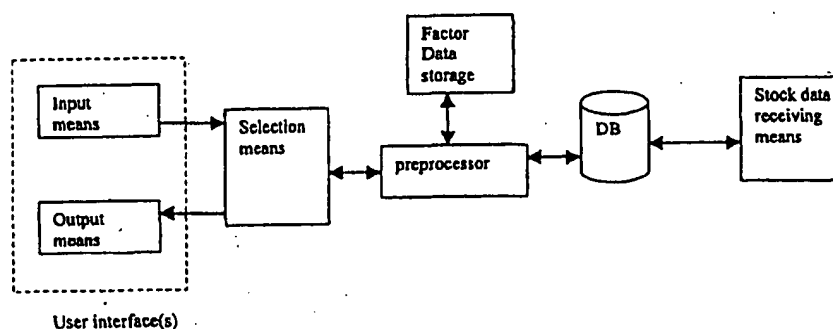 Factor
Data
storage
Input
means
Selection
means
Stock data
receiving
means
DB
preprocessor
Output
means
User interface(s)